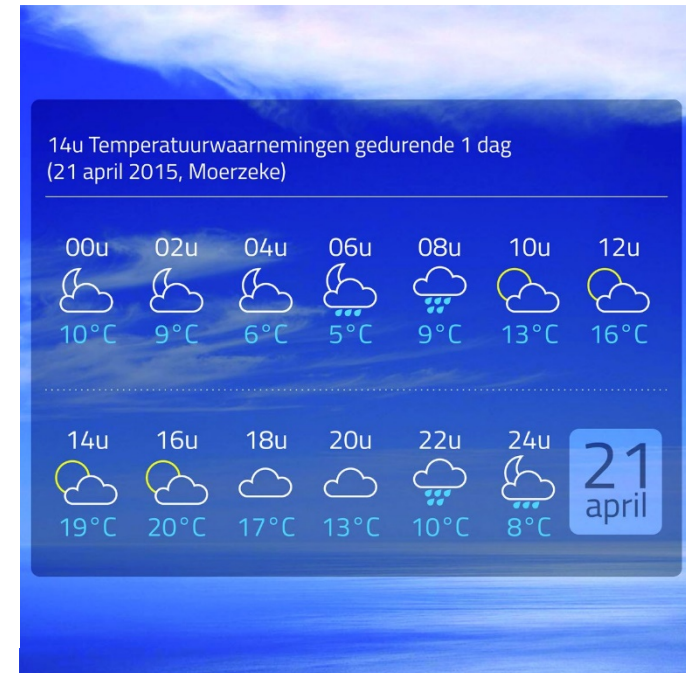 14u Temperatuurwaarnemingen gedurende 1 dag
(21 april 2015, Moerzeke)
00u 02u 04u 06u 08u 10u 12u
10°C 9°C 6°C 5°C 9°C 13°C 16°C
14u 16u 18u 20u 22u 24u
19°C 20°C 17°C 13°C 10°C 8°C
21
april